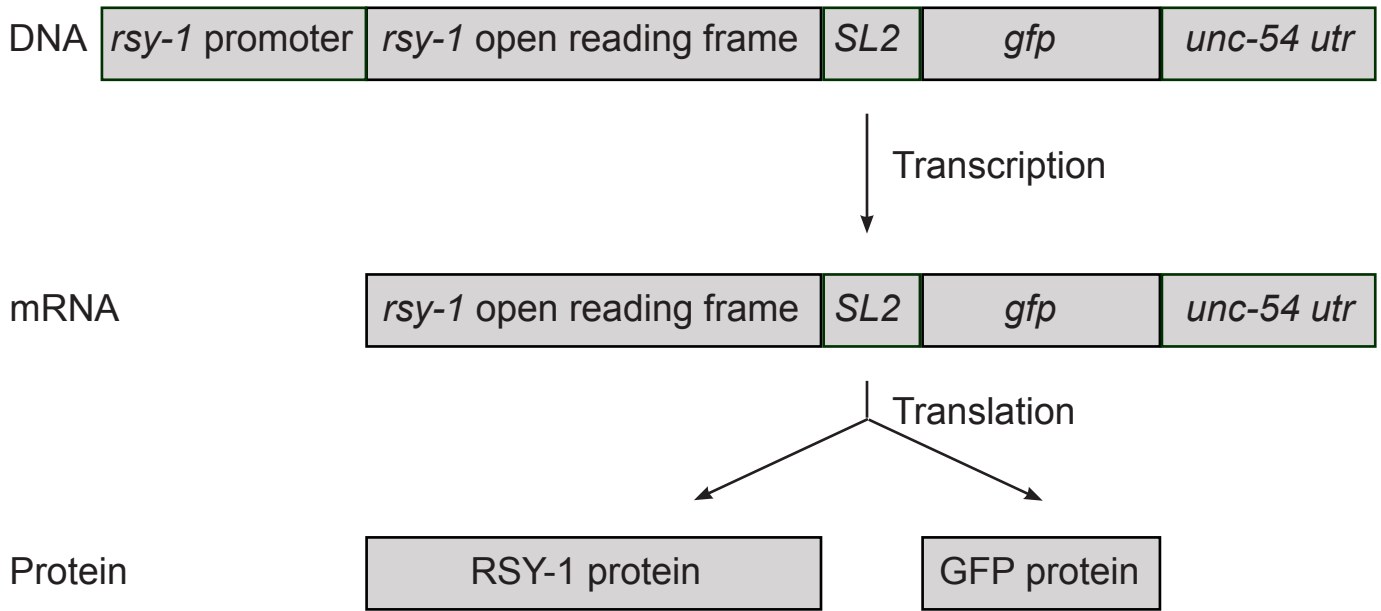 DNA rsy-1 promoter rsy-1 open reading frame SL2 gfp unc-54 utr
Transcription
mRNA rsy-1 open reading frame SL2 gfp unc-54 utr
Translation
Protein RSY-1 protein GFP protein